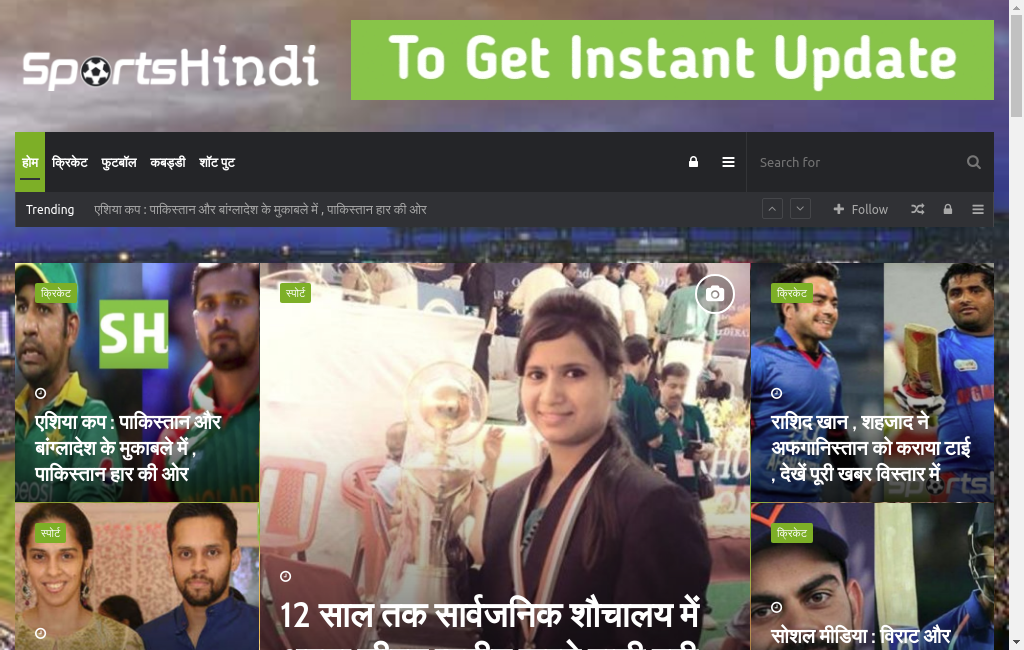 SportsHindi
To Get Instant Update
होम क्रिकेट फुटबॉल कबड्डी शॉट पुट Search for
Trending एशिया कप : पाकिस्तान और बांग्लादेश के मुकाबले में , पाकिस्तान हार की ओर Follow
क्रिकेट
SH
एशिया कप : पाकिस्तान और
बांग्लादेश के मुकाबले में ,
पाकिस्तान हार की ओर
pepsi
स्पोर्ट
12 साल तक सार्वजनिक शौचालय में
क्रिकेट
राशिद खान , शहजाद ने
अफगानिस्तान को कराया टाई
, देखें पूरी खबर विस्तार में
स्पोर्ट
क्रिकेट
सोशल मीडिया : विराट और